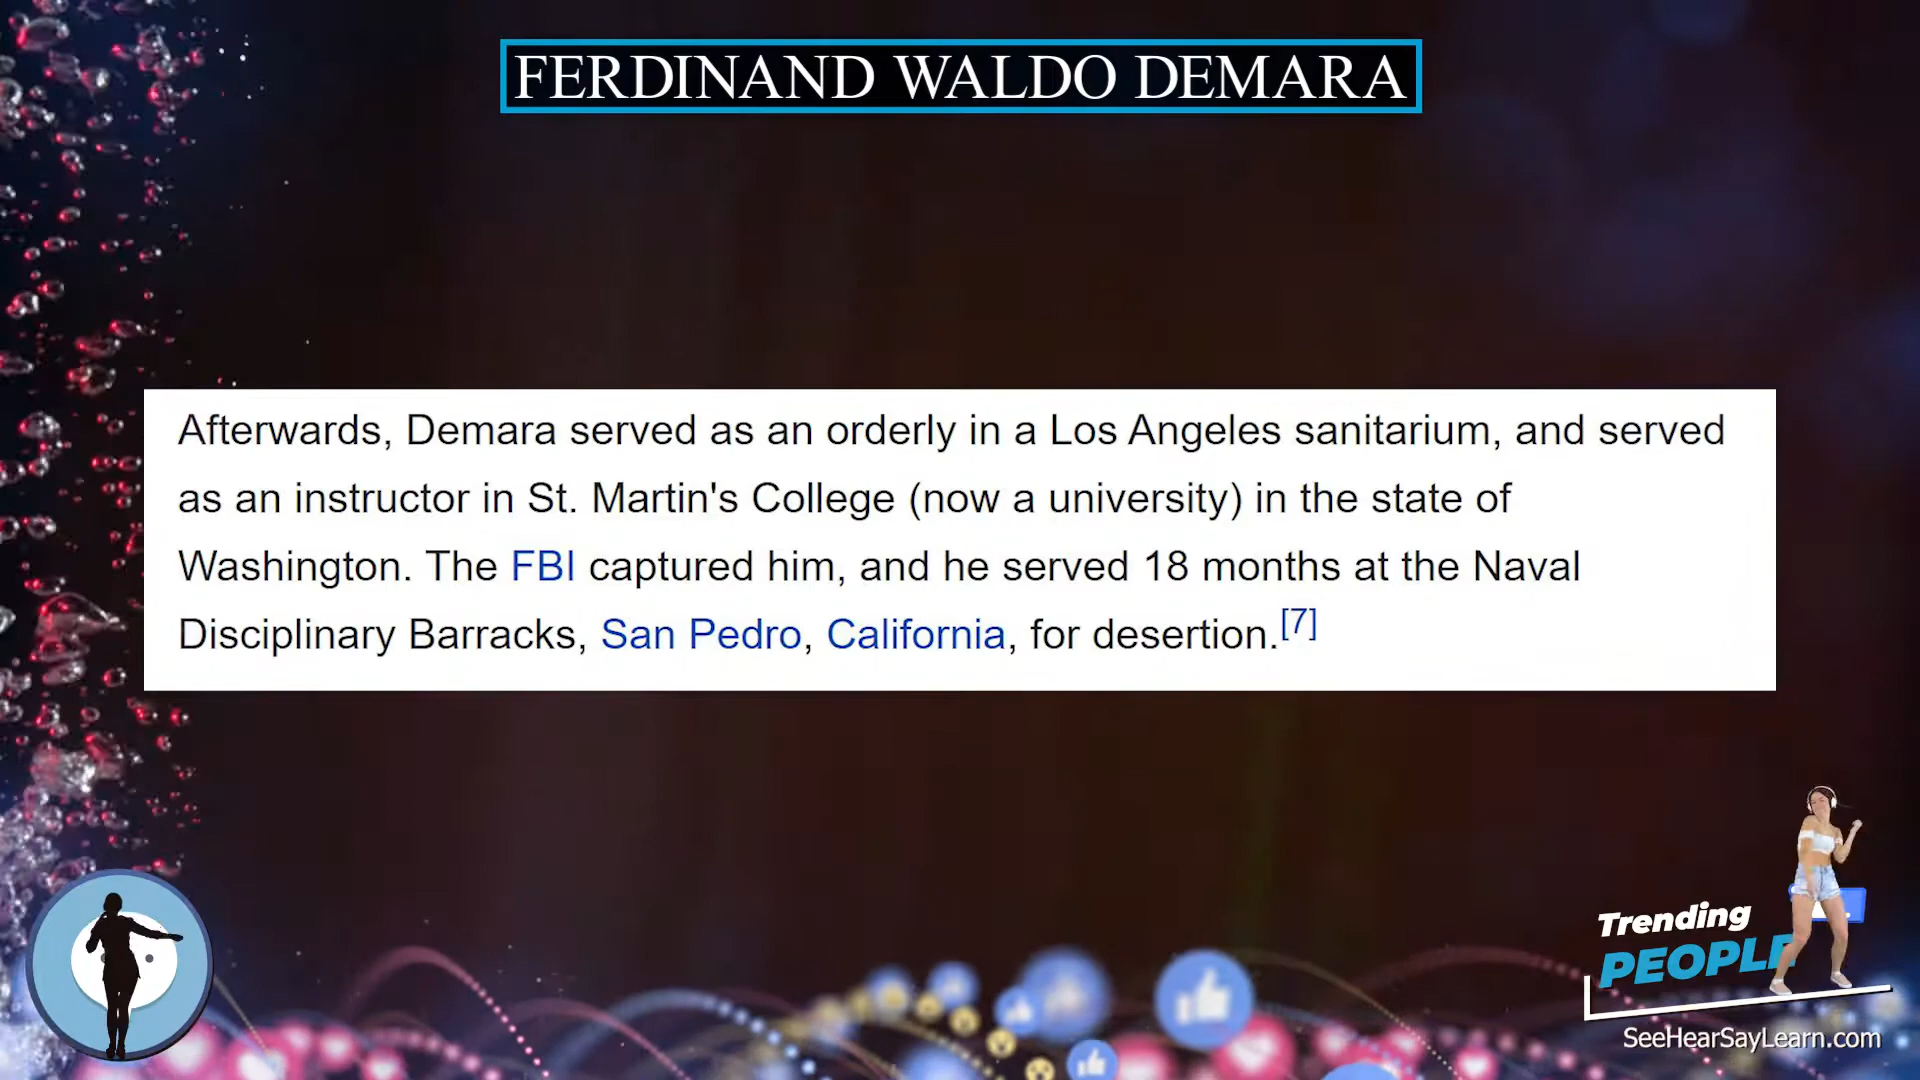 FERDINAND WALDO DEMARA
Afterwards, Demara served as an orderly in a Los Angeles sanitarium, and served
as an instructor in St. Martin's College (now a university) in the state of
Washington. The FBI captured him, and he served 18 months at the Naval
Disciplinary Barracks, San Pedro, California, for desertion.[7]
Trending
PEOPLE
SeeHearSayLearn.com